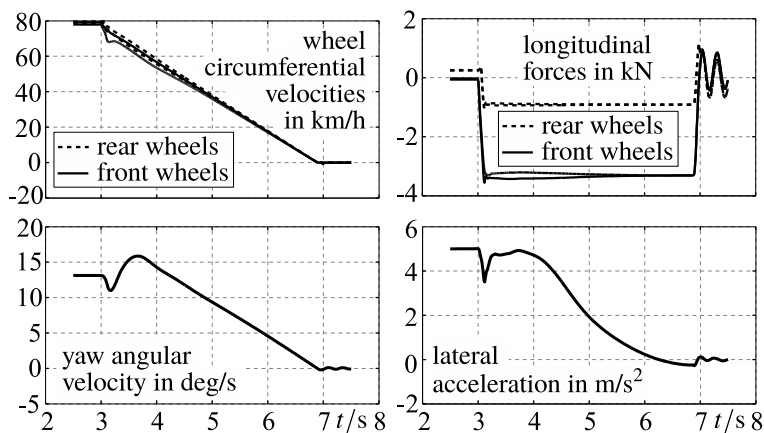 80
60
40
20
0
-20
wheel
circumferential
velocities
in km/h
rear wheels
front wheels
2
0
-2
-4
longitudinal
forces in kN
rear wheels
front wheels
20
15
10
5
0
-5
yaw angular
velocity in deg/s
2 3 4 5 6 7 t/s 8
6
4
2
0
-2
lateral
acceleration in m/s²
2 3 4 5 6 7 t/s 8